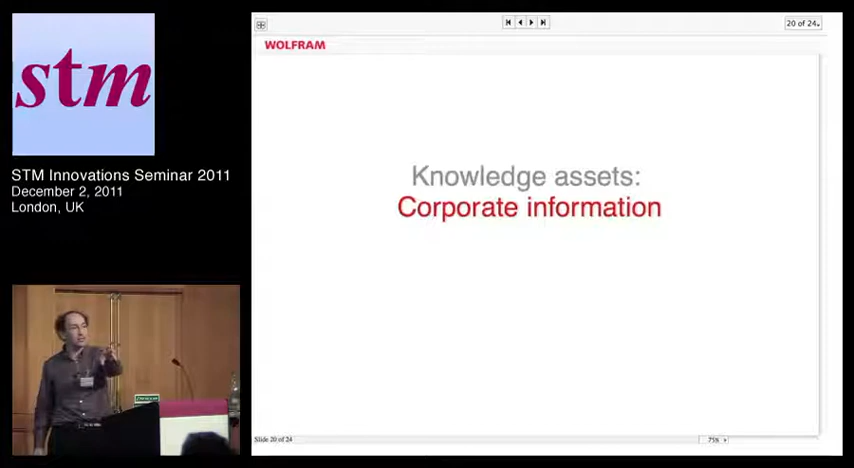 stm
STM Innovations Seminar 2011
December 2, 2011
London, UK
20 of 24
WOLFRAM
Knowledge assets:
Corporate information
Slide 20 of 24
75%